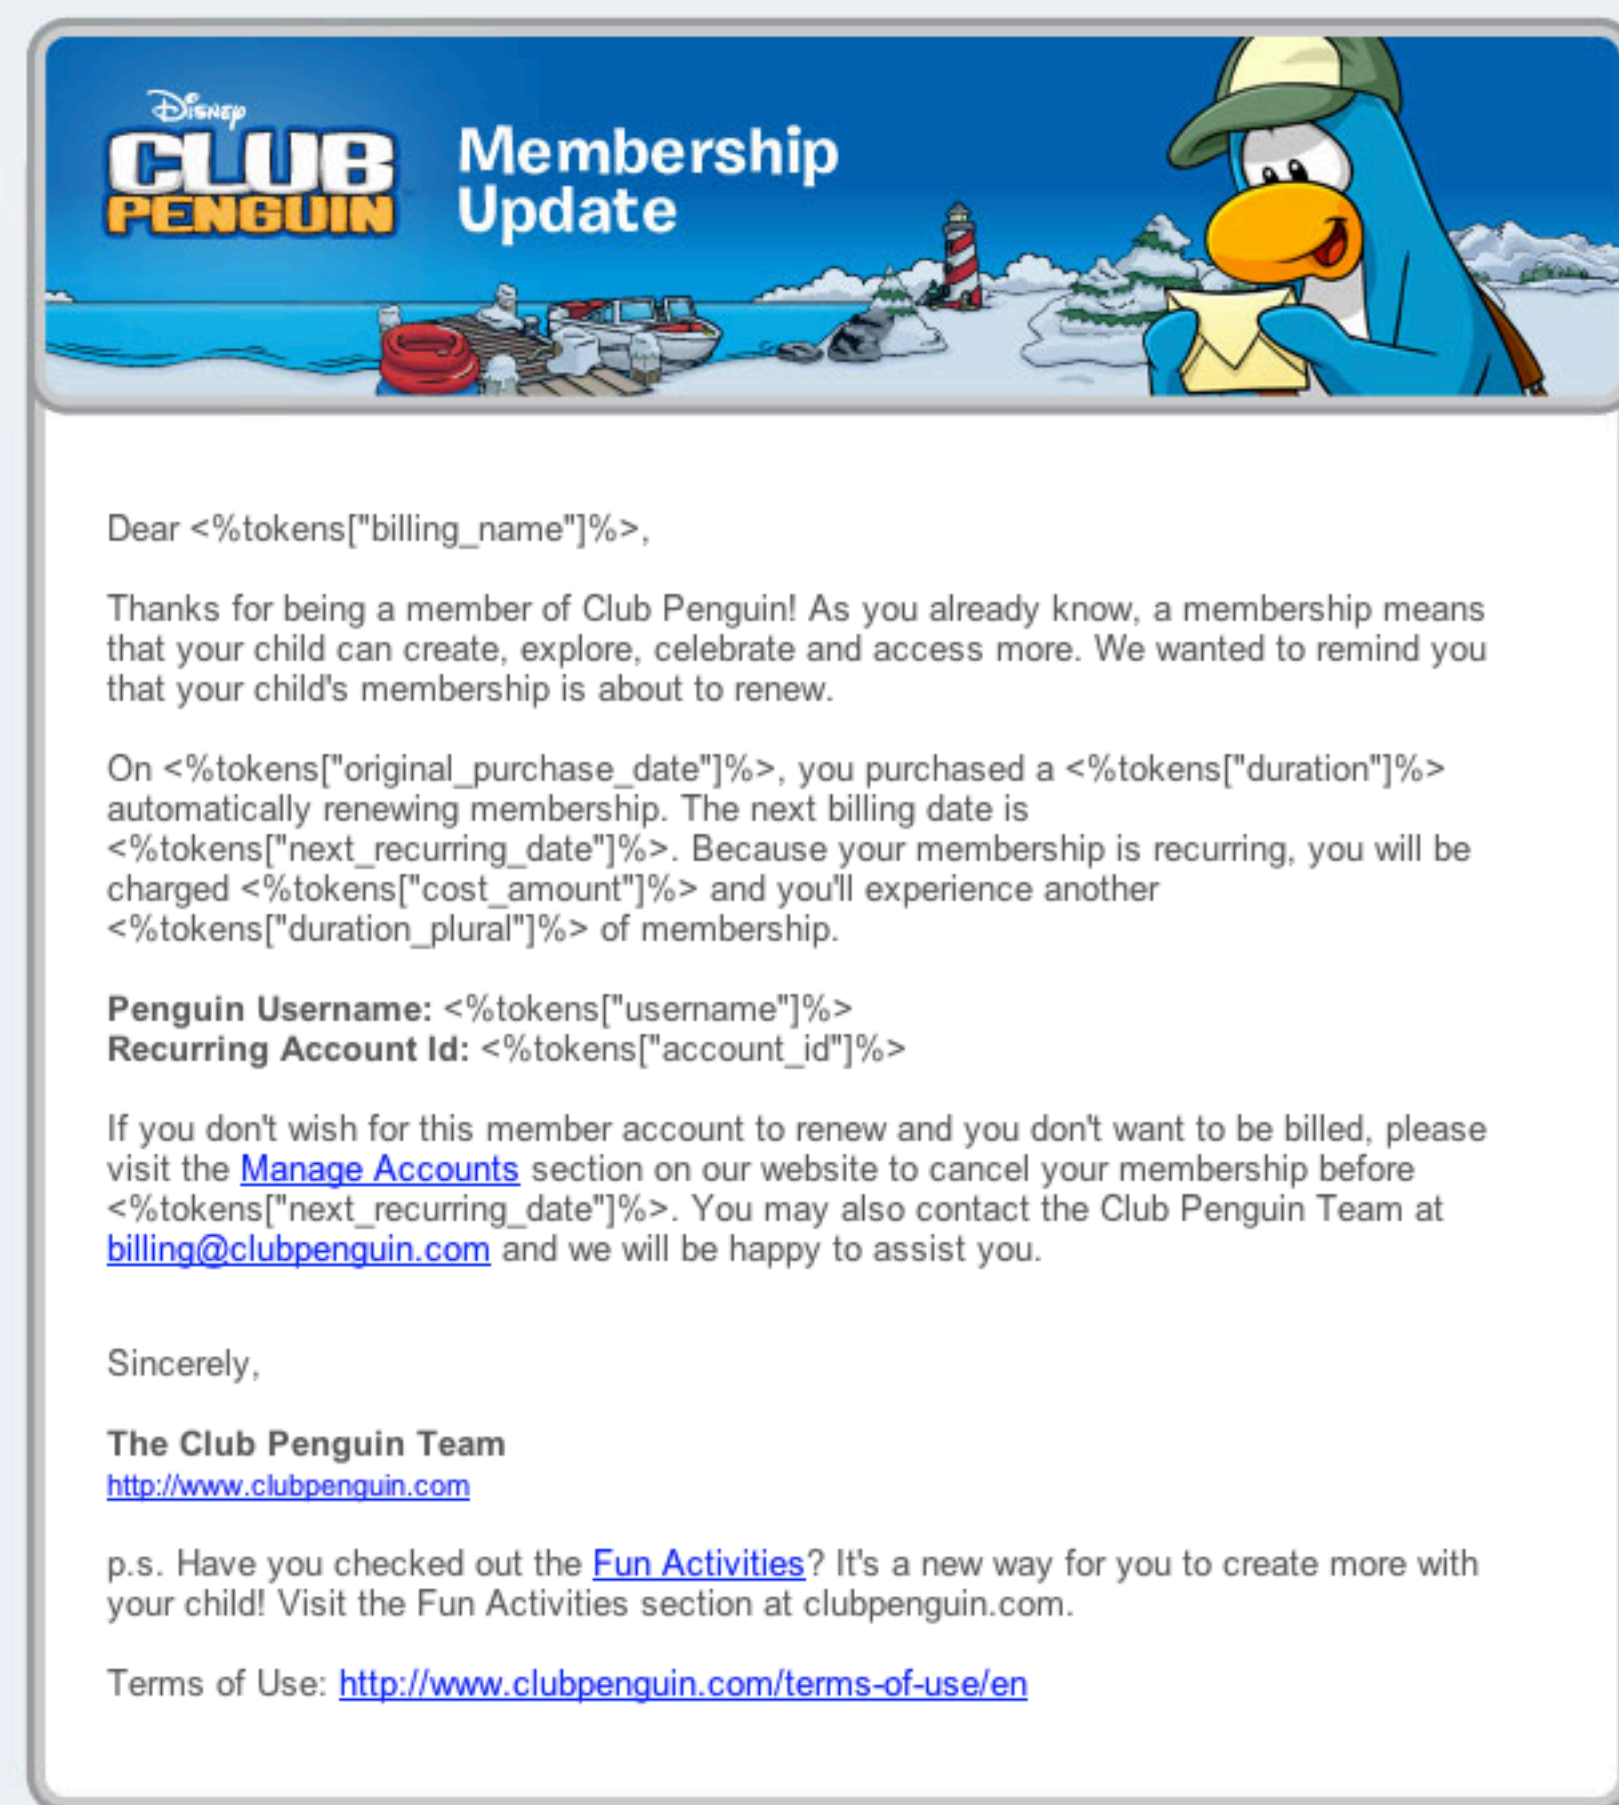 Disney
CLUB
PENGUIN
Membership
Update
Dear <%tokens["billing_name"]%>,
Thanks for being a member of Club Penguin! As you already know, a membership means
that your child can create, explore, celebrate and access more. We wanted to remind you
that your child's membership is about to renew.
On <%tokens["original_purchase_date"]%>, you purchased a <%tokens["duration"]%>
automatically renewing membership. The next billing date is
<%tokens["next_recurring_date"]%>. Because your membership is recurring, you will be
charged <%tokens["cost_amount"]%> and you'll experience another
<%tokens["duration_plural"]%> of membership.
Penguin Username: <%tokens["username"]%>
Recurring Account Id: <%tokens["account_id"]%>
If you don't wish for this member account to renew and you don't want to be billed, please
visit the Manage Accounts section on our website to cancel your membership before
<%tokens["next_recurring_date"]%>. You may also contact the Club Penguin Team at
billing@clubpenguin.com and we will be happy to assist you.
Sincerely,
The Club Penguin Team
http://www.clubpenguin.com
p.s. Have you checked out the Fun Activities? It's a new way for you to create more with
your child! Visit the Fun Activities section at clubpenguin.com.
Terms of Use: http://www.clubpenguin.com/terms-of-use/en